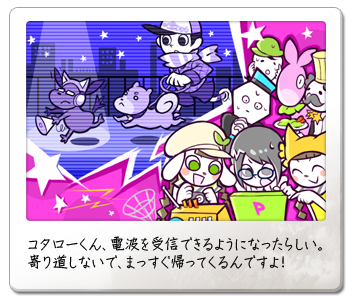 P
コタローくん、電波を受信できるようになったらしい。
寄り道しないで、まっすぐ帰ってくるんですよ!